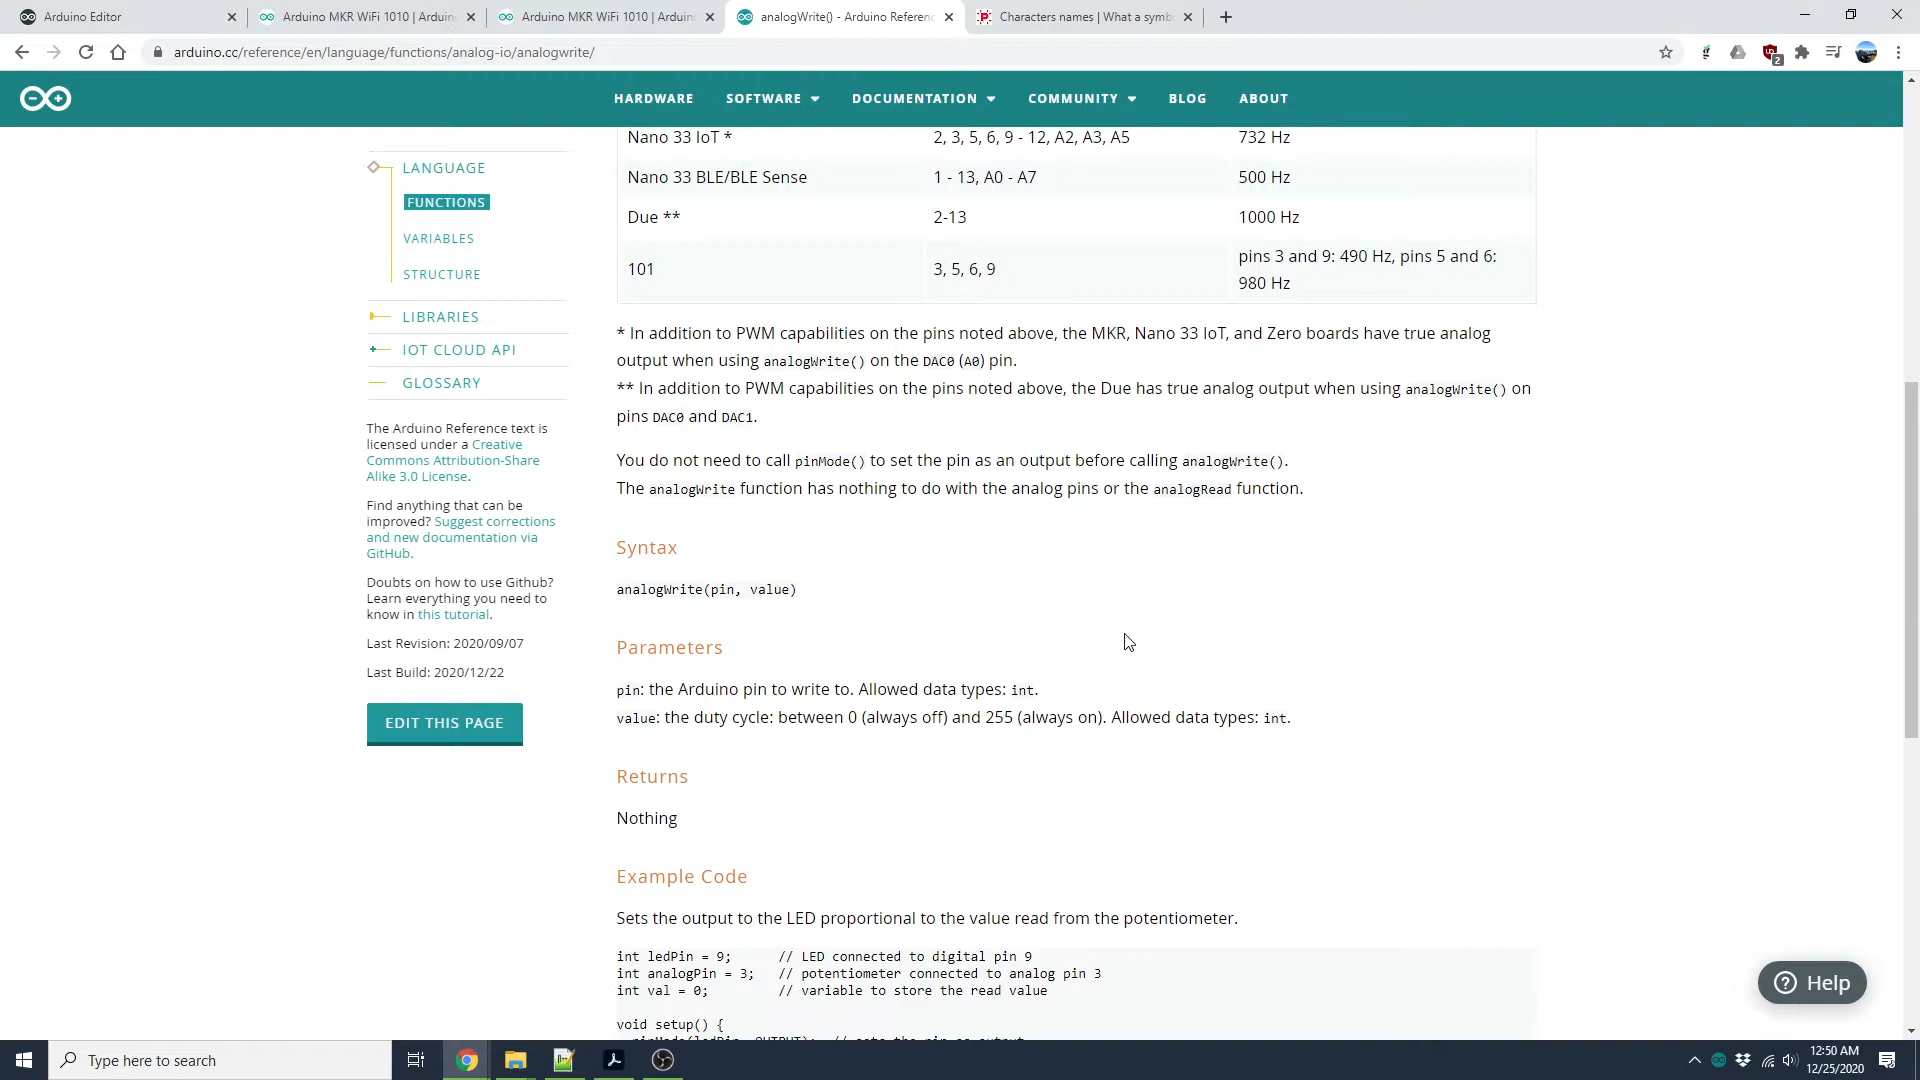 Arduino Editor
Arduino MKR WiFi 1010 | Arduin
Arduino MKR WiFi 1010 | Arduin
analogWrite() - Arduino Referenc
Characters names | What a symb
arduino.cc/reference/en/language/functions/analog-io/analogwrite/
2
HARDWARE
SOFTWARE
DOCUMENTATION
COMMUNITY
BLOG
ABOUT
LANGUAGE
FUNCTIONS
VARIABLES
STRUCTURE
LIBRARIES
IOT CLOUD API
GLOSSARY
The Arduino Reference text is
licensed under a Creative
Commons Attribution-Share
Alike 3.0 License.
Find anything that can be
improved? Suggest corrections
and new documentation via
GitHub.
Doubts on how to use Github?
Learn everything you need to
know in this tutorial.
Last Revision: 2020/09/07
Last Build: 2020/12/22
EDIT THIS PAGE
Nano 33 IoT * 2, 3, 5, 6, 9 - 12, A2, A3, A5 732 Hz
Nano 33 BLE/BLE Sense 1 - 13, A0 - A7 500 Hz
Due ** 2-13 1000 Hz
101 3, 5, 6, 9 pins 3 and 9: 490 Hz, pins 5 and 6:
980 Hz
* In addition to PWM capabilities on the pins noted above, the MKR, Nano 33 IoT, and Zero boards have true analog
output when using analogWrite() on the DAC0 (A0) pin.
** In addition to PWM capabilities on the pins noted above, the Due has true analog output when using analogWrite() on
pins DAC0 and DAC1.
You do not need to call pinMode() to set the pin as an output before calling analogWrite().
The analogWrite function has nothing to do with the analog pins or the analogRead function.
Syntax
analogWrite(pin, value)
Parameters
pin: the Arduino pin to write to. Allowed data types: int.
value: the duty cycle: between 0 (always off) and 255 (always on). Allowed data types: int.
Returns
Nothing
Example Code
Sets the output to the LED proportional to the value read from the potentiometer.
int ledPin = 9; // LED connected to digital pin 9
int analogPin = 3; // potentiometer connected to analog pin 3
int val = 0; // variable to store the read value
void setup() {
pinMode(ledPin, OUTPUT); // sets the pin as output
Help
Type here to search
12:50 AM
12/25/2020